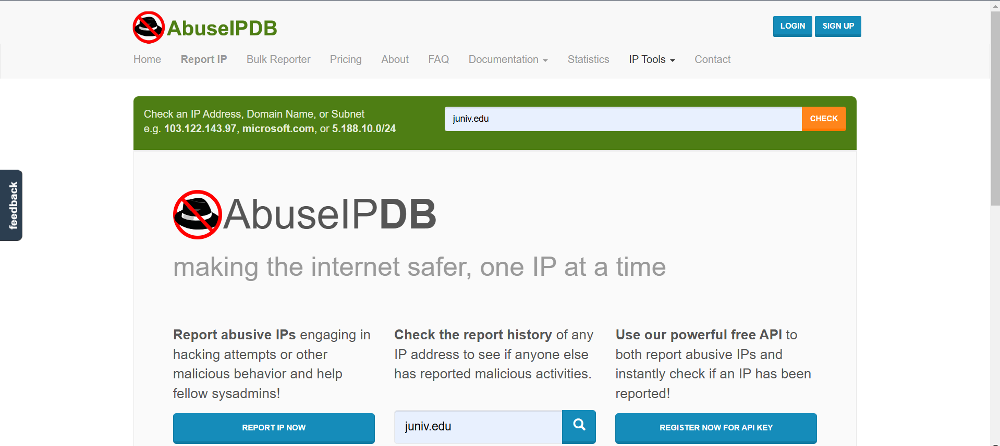 AbuseIPDB
LOGIN SIGN UP
Home Report IP Bulk Reporter Pricing About FAQ Documentation Statistics IP Tools Contact
Check an IP Address, Domain Name, or Subnet
e.g. 103.122.143.97, microsoft.com, or 5.188.10.0/24
juniv.edu CHECK
feedback
AbuseIPDB
making the internet safer, one IP at a time
Report abusive IPs engaging in
hacking attempts or other
malicious behavior and help
fellow sysadmins!
REPORT IP NOW
Check the report history of any
IP address to see if anyone else
has reported malicious activities.
juniv.edu
Use our powerful free API to
both report abusive IPs and
instantly check if an IP has been
reported!
REGISTER NOW FOR API KEY